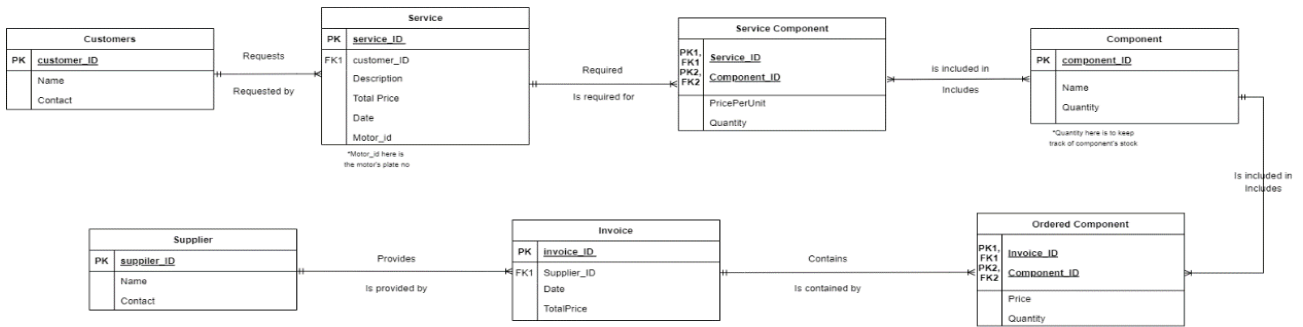 Customers
PK customer_ID
Name
Contact
Requests
Requested by
Service
PK service_ID
FK1 customer_ID
Description
Total Price
Date
Motor_id
*Motor_id here is
the motor's plate no
Required
Is required for
Service Component
PK1,
FK1
PK2,
FK2
Service_ID
Component_ID
PricePerUnit
Quantity
is included in
Includes
Component
PK component_ID
Name
Quantity
*Quantity here is to keep
track of component's stock
Is included in
Includes
Supplier
PK suppiler_ID
Name
Contact
Provides
Is provided by
Invoice
PK invoice_ID
FK1 Supplier_ID
Date
TotalPrice
Contains
Is contained by
Ordered Component
PK1,
FK1
PK2,
FK2
Invoice_ID
Component_ID
Price
Quantity